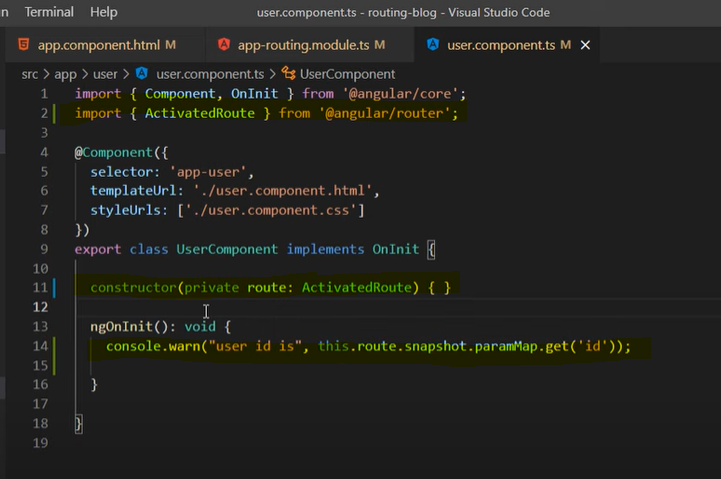 n Terminal Help user.component.ts - routing-blog - Visual Studio Code
app.component.html M app-routing.module.ts M user.component.ts M ×
src > app > user > user.component.ts > UserComponent
1 import { Component, OnInit } from '@angular/core';
2 import { ActivatedRoute } from '@angular/router';
3
4 @Component({
5 selector: 'app-user',
6 templateUrl: './user.component.html',
7 styleUrls: ['./user.component.css']
8 })
9 export class UserComponent implements OnInit {
10
11 constructor(private route: ActivatedRoute) { }
12
13 ngOnInit(): void {
14 console.warn("user id is", this.route.snapshot.paramMap.get('id'));
15
16 }
17
18 }
19